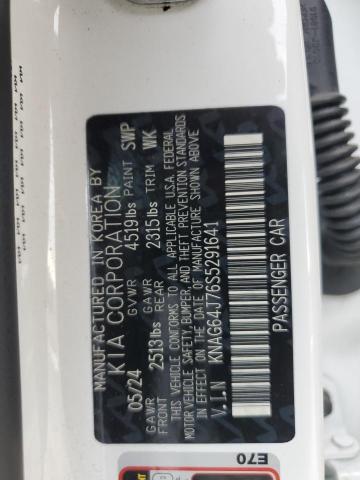 MANUFACTURED IN KOREA BY
KIA CORPORATION
05/24 GVWR 4519lbs PAINT SWP
GAWR FRONT 2513lbs GAWR REAR 2315lbs TRIM WK
THIS VEHICLE CONFORMS TO ALL APPLICABLE U.S.A. FEDERAL
MOTOR VEHICLE SAFETY, BUMPER, AND THEFT PREVENTION STANDARDS
IN EFFECT ON THE DATE OF MANUFACTURE SHOWN ABOVE.
V.I.N KNAG64J76S5291641
PASSENGER CAR
E70